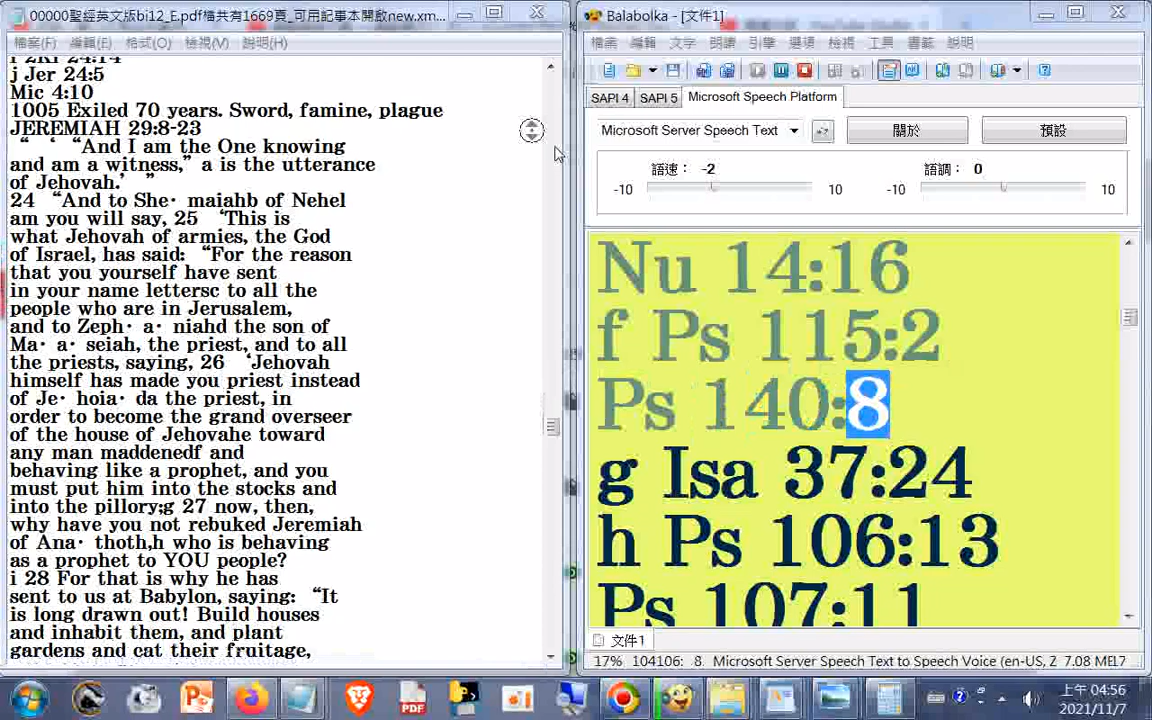 00000聖經英文版bi12_E.pdf檔共有1669頁_可用記事本開啟new.xm...
檔案(F) 編輯(E) 格式(O) 檢視(V) 說明(H)
j Jer 24:5
Mic 4:10
1005 Exiled 70 years. Sword, famine, plague
JEREMIAH 29:8-23
“ ‘ “And I am the One knowing
and am a witness,” a is the utterance
of Jehovah.’ ”
24 “And to She· maiahb of Nehel
am you will say, 25 ‘This is
what Jehovah of armies, the God
of Israel, has said: “For the reason
that you yourself have sent
in your name lettersc to all the
people who are in Jerusalem,
and to Zeph· a· niahd the son of
Ma· a· seiah, the priest, and to all
the priests, saying, 26 ‘Jehovah
himself has made you priest instead
of Je· hoia· da the priest, in
order to become the grand overseer
of the house of Jehovahe toward
any man maddenedf and
behaving like a prophet, and you
must put him into the stocks and
into the pillory;g 27 now, then,
why have you not rebuked Jeremiah
of Ana· thoth,h who is behaving
as a prophet to YOU people?
i 28 For that is why he has
sent to us at Babylon, saying: “It
is long drawn out! Build houses
and inhabit them, and plant
gardens and eat their fruitage,
Balabolka - [文件1]
檔案 編輯 文字 朗讀 引擎 選項 檢視 工具 書籤 說明
SAPI 4 SAPI 5 Microsoft Speech Platform
Microsoft Server Speech Text 關於 預設
語速： -2 語調： 0
-10 10 -10 10
Nu 14:16
f Ps 115:2
Ps 140:8
g Isa 37:24
h Ps 106:13
Ps 107:11
文件1
17% 104106: 8. Microsoft Server Speech Text to Speech Voice (en-US, Z 7.08 ME17
上午 04:56
2021/11/7